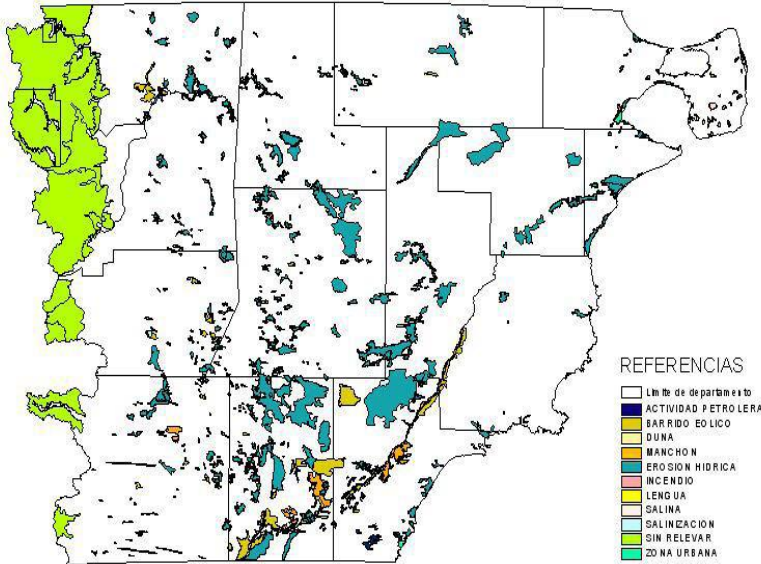 REFERENCIAS
Limite de departamento
ACTIVIDAD PETROLERA
BARRIDO EOLICO
DUNA
MANCHON
EROSION HIDRICA
INCENDIO
LENGUA
SALINA
SALINIZACION
SIN RELEVAR
ZONA URBANA